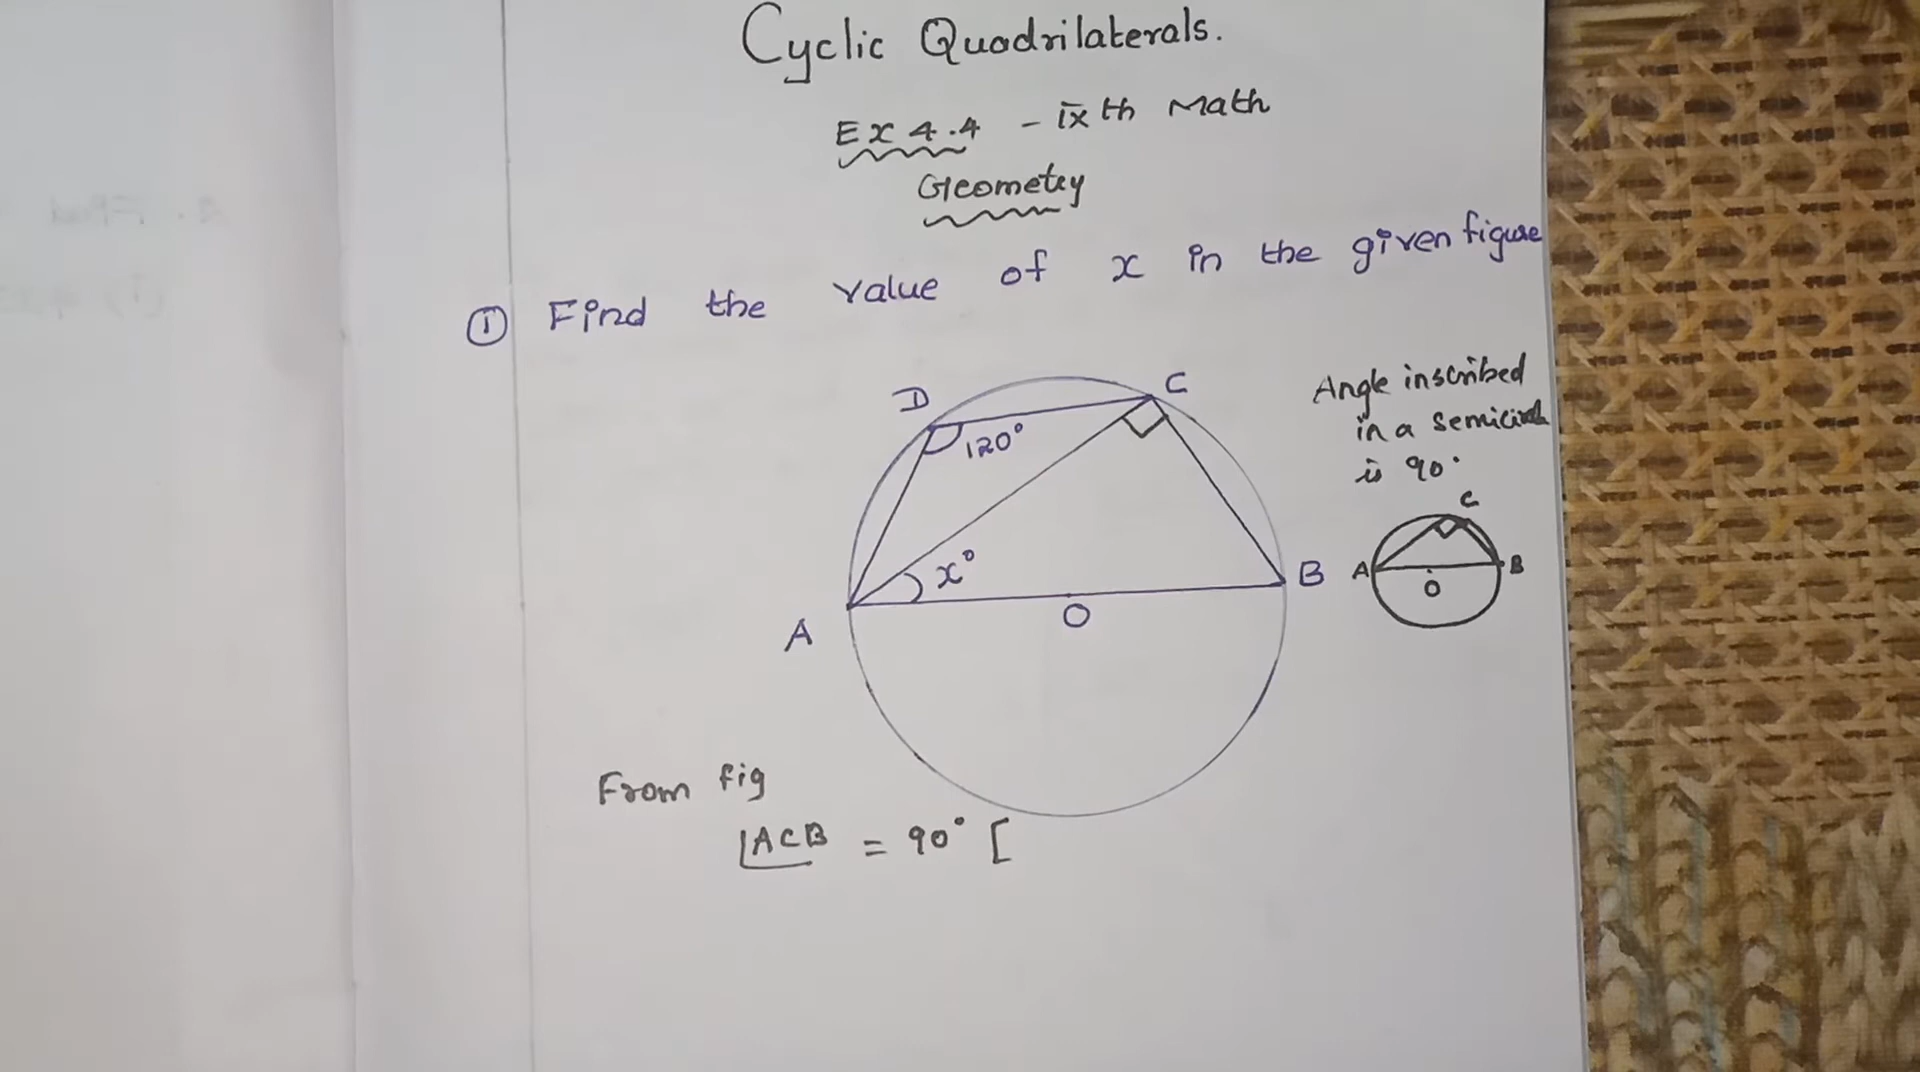 Cyclic Quadrilaterals.
Ex 4.4 - ixth Math
Geometry
① Find the value of x in the given figure
D
C
120°
x°
A
B
O
Angle inscribed
in a semicircle
is 90°
C
A
B
O
From fig
∠ACB = 90° [